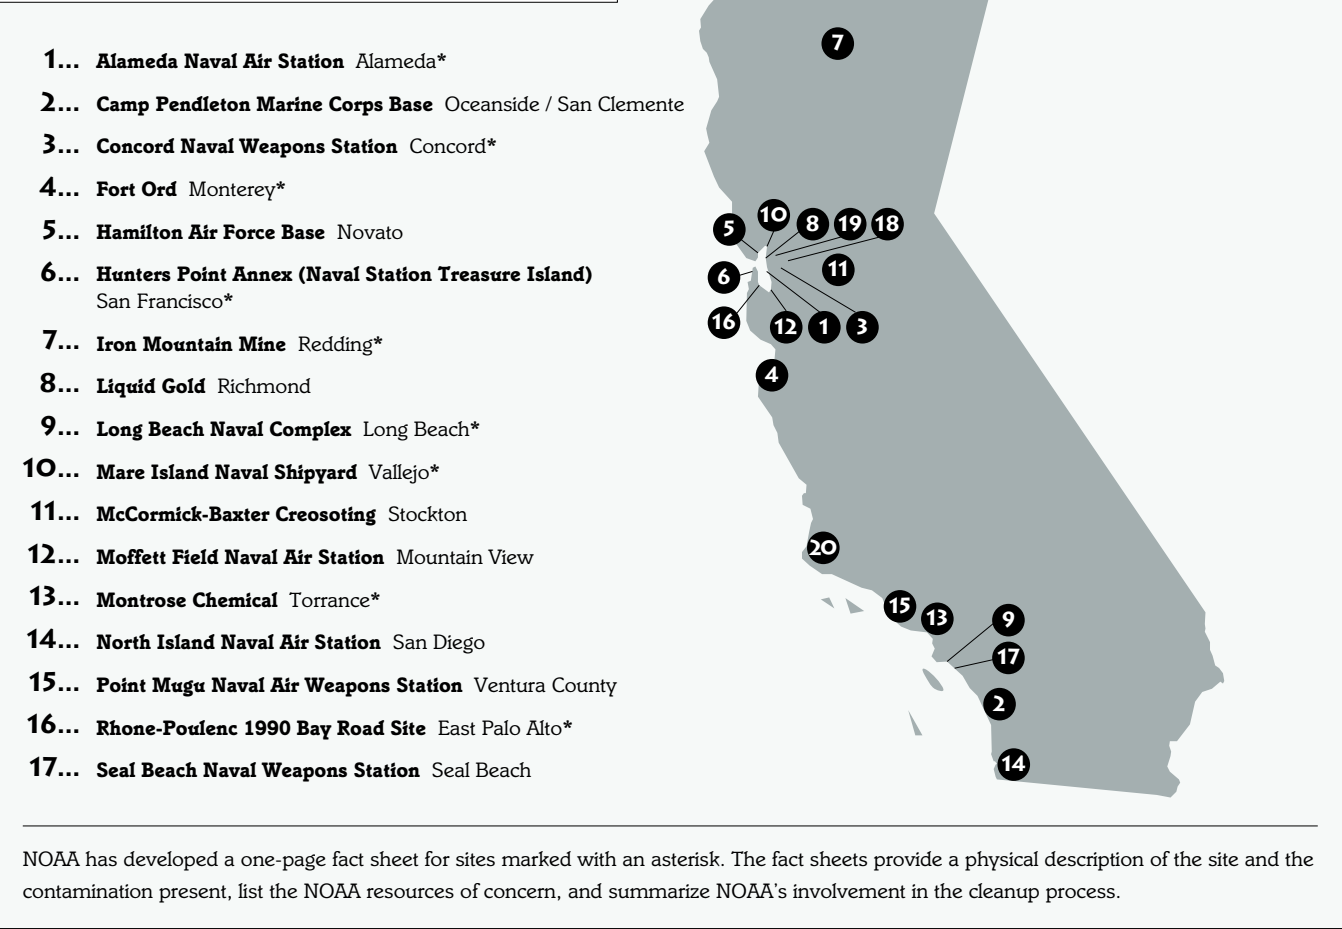 1... Alameda Naval Air Station Alameda*
2... Camp Pendleton Marine Corps Base Oceanside / San Clemente
3... Concord Naval Weapons Station Concord*
4... Fort Ord Monterey*
5... Hamilton Air Force Base Novato
6... Hunters Point Annex (Naval Station Treasure Island)
San Francisco*
7... Iron Mountain Mine Redding*
8... Liquid Gold Richmond
9... Long Beach Naval Complex Long Beach*
10... Mare Island Naval Shipyard Vallejo*
11... McCormick-Baxter Creosoting Stockton
12... Moffett Field Naval Air Station Mountain View
13... Montrose Chemical Torrance*
14... North Island Naval Air Station San Diego
15... Point Mugu Naval Air Weapons Station Ventura County
16... Rhone-Poulenc 1990 Bay Road Site East Palo Alto*
17... Seal Beach Naval Weapons Station Seal Beach
7
5 10 8 19 18
6 11
16 12 1 3
4
20
15 13 9
17
2
14
NOAA has developed a one-page fact sheet for sites marked with an asterisk. The fact sheets provide a physical description of the site and the
contamination present, list the NOAA resources of concern, and summarize NOAA's involvement in the cleanup process.